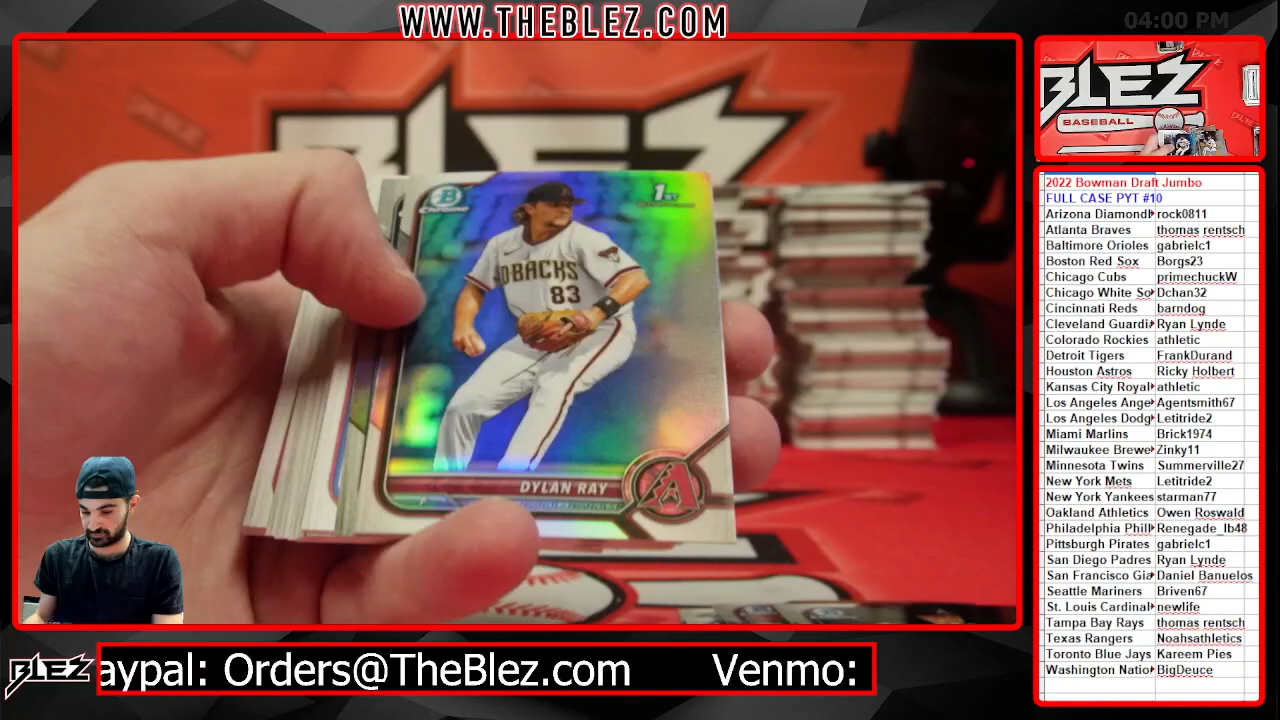 WWW.THEBLEZ.COM
04:00 PM
BLEZ
B
Chrome
1ST
D-BACKS
83
DYLAN RAY
BLEZ
BASEBALL
2022 Bowman Draft Jumbo
FULL CASE PYT #10
Arizona Diamondb rock0811
Atlanta Braves thomas rentsch
Baltimore Orioles gabrielc1
Boston Red Sox Borgs23
Chicago Cubs primechuckW
Chicago White So Dchan32
Cincinnati Reds barndog
Cleveland Guardi Ryan Lynde
Colorado Rockies athletic
Detroit Tigers FrankDurand
Houston Astros Ricky Holbert
Kansas City Royal athletic
Los Angeles Ange Agentsmith67
Los Angeles Dodg Letitride2
Miami Marlins Brick1974
Milwaukee Brewe Zinky11
Minnesota Twins Summerville27
New York Mets Letitride2
New York Yankees starman77
Oakland Athletics Owen Roswald
Philadelphia Phill Renegade_lb48
Pittsburgh Pirates gabrielc1
San Diego Padres Ryan Lynde
San Francisco Gia Daniel Banuelos
Seattle Mariners Briven67
St. Louis Cardinal newlife
Tampa Bay Rays thomas rentsch
Texas Rangers Noahsathletics
Toronto Blue Jays Kareem Pies
Washington Natio BigDeuce
BLEZ
aypal: Orders@TheBlez.com Venmo: